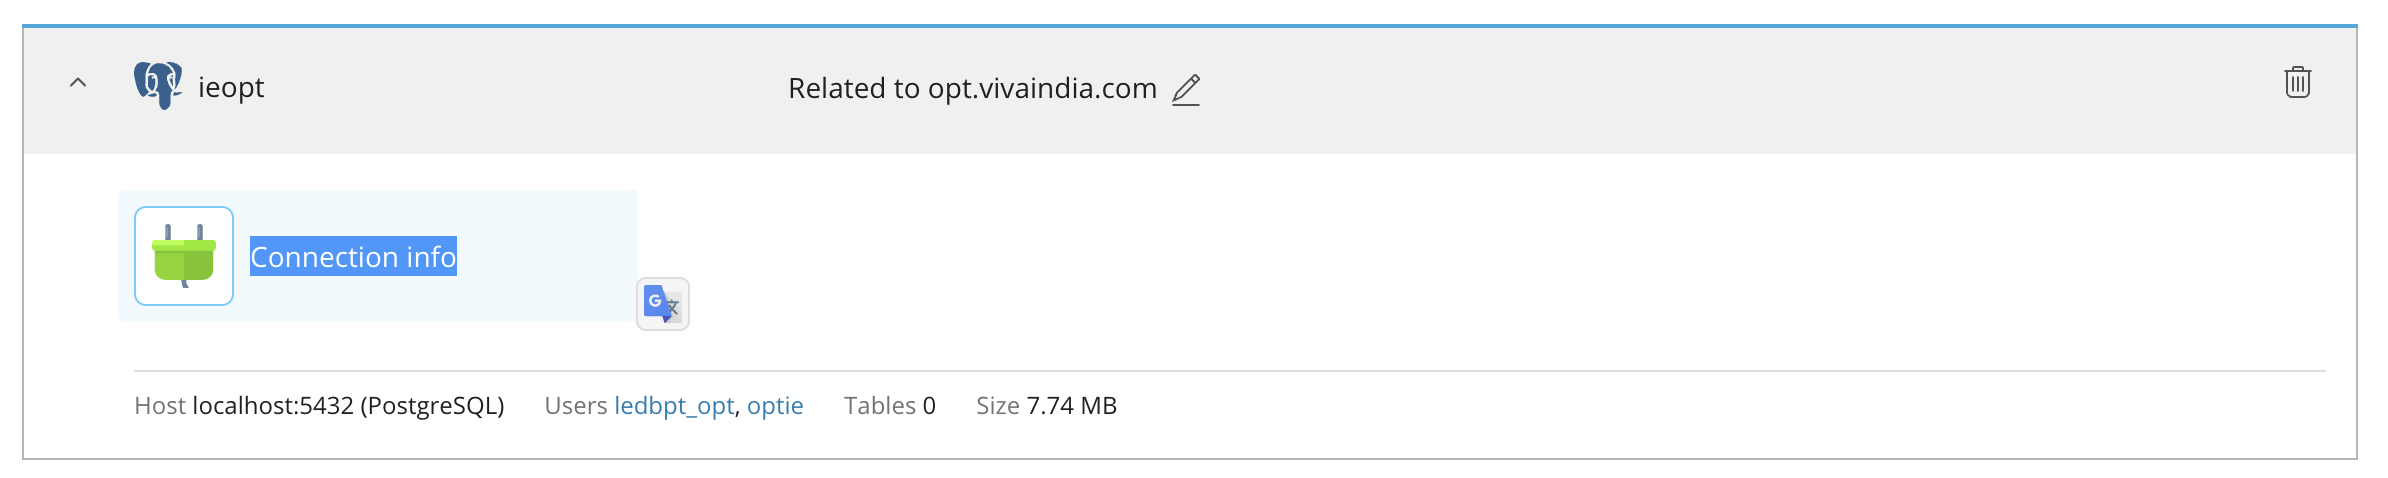 ieopt
Related to opt.vivaindia.com
Connection info
G 文
Host localhost:5432 (PostgreSQL) Users ledbpt_opt, optie Tables 0 Size 7.74 MB